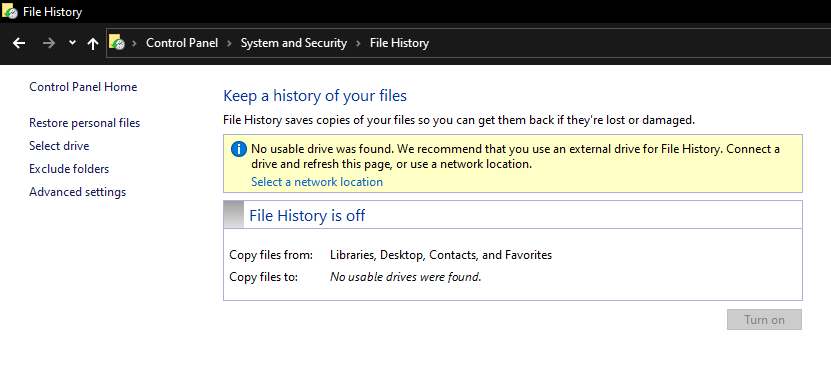 File History
Control Panel › System and Security › File History
Control Panel Home
Restore personal files
Select drive
Exclude folders
Advanced settings
Keep a history of your files
File History saves copies of your files so you can get them back if they're lost or damaged.
No usable drive was found. We recommend that you use an external drive for File History. Connect a
drive and refresh this page, or use a network location.
Select a network location
File History is off
Copy files from: Libraries, Desktop, Contacts, and Favorites
Copy files to: No usable drives were found.
Turn on